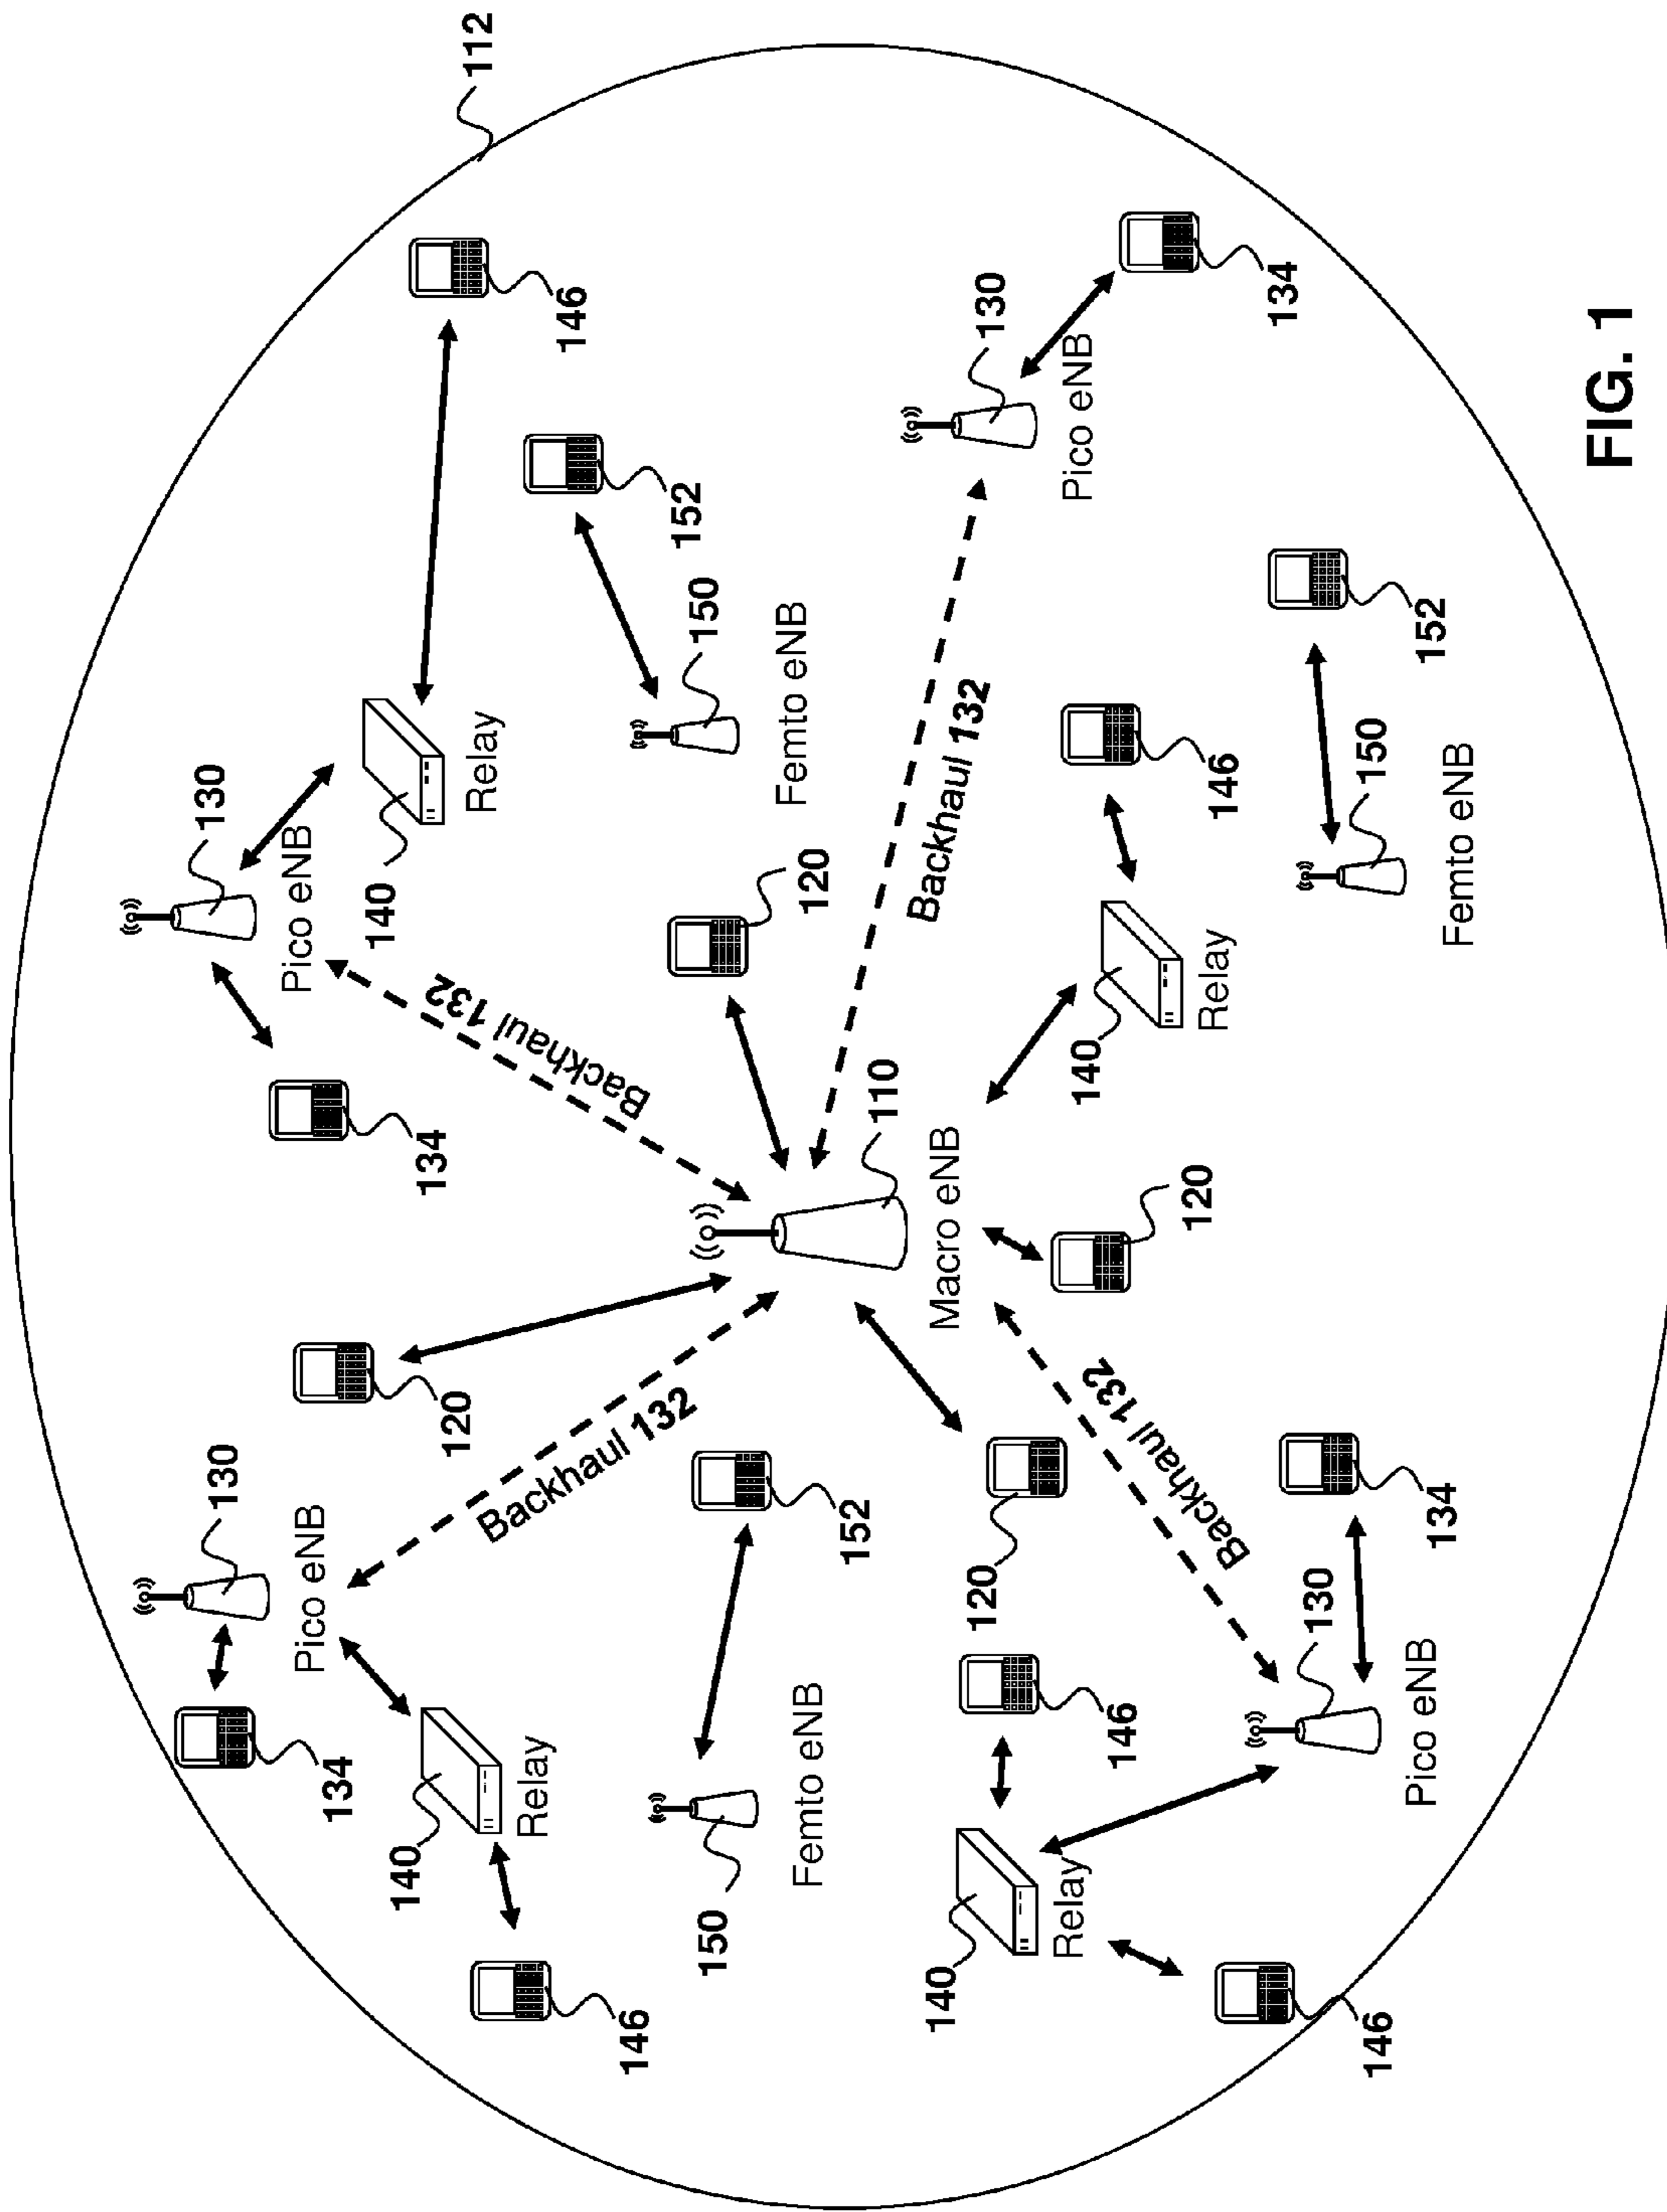 112
130
130
Pico eNB
Pico eNB
134
120
140
140
134
Relay
Relay
Backhaul 132
146
Backhaul 132
146
152
150
150
Femto eNB
Femto eNB
120
152
110
140
Macro eNB
Backhaul 132
120
130
Relay
Pico eNB
140
146
Backhaul 132
120
Relay
146
134
130
150
146
Pico eNB
134
152
Femto eNB
FIG. 1